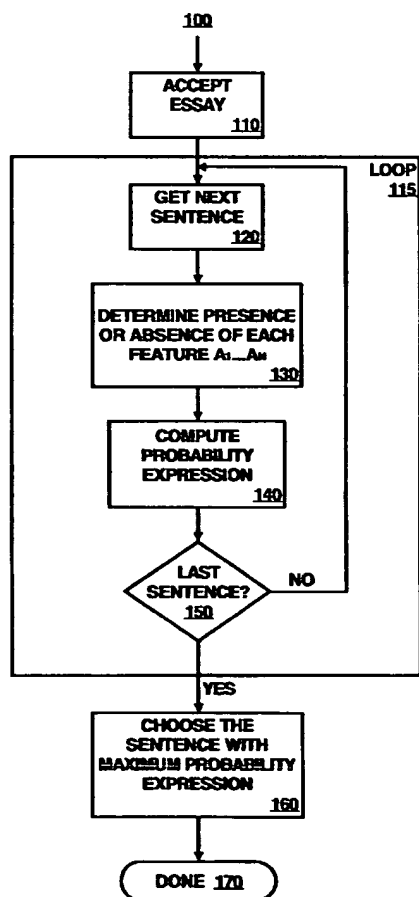 100
ACCEPT
ESSAY
110
LOOP
115
GET NEXT
SENTENCE
120
DETERMINE PRESENCE
OR ABSENCE OF EACH
FEATURE A₁...Aₙ
130
COMPUTE
PROBABILITY
EXPRESSION
140
LAST
SENTENCE?
150
NO
YES
CHOOSE THE
SENTENCE WITH
MAXIMUM PROBABILITY
EXPRESSION
160
DONE 170